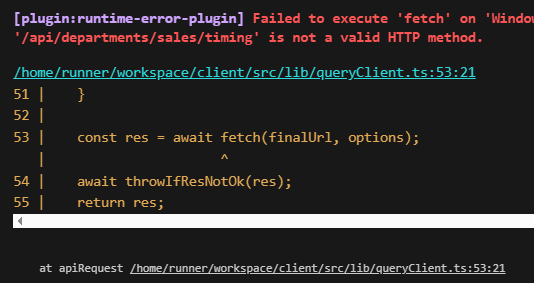 [plugin:runtime-error-plugin] Failed to execute 'fetch' on 'Window
'/api/departments/sales/timing' is not a valid HTTP method.
/home/runner/workspace/client/src/lib/queryClient.ts:53:21
51 |    }
52 |
53 |    const res = await fetch(finalUrl, options);
   |                      ^
54 |    await throwIfResNotOk(res);
55 |    return res;
at apiRequest /home/runner/workspace/client/src/lib/queryClient.ts:53:21